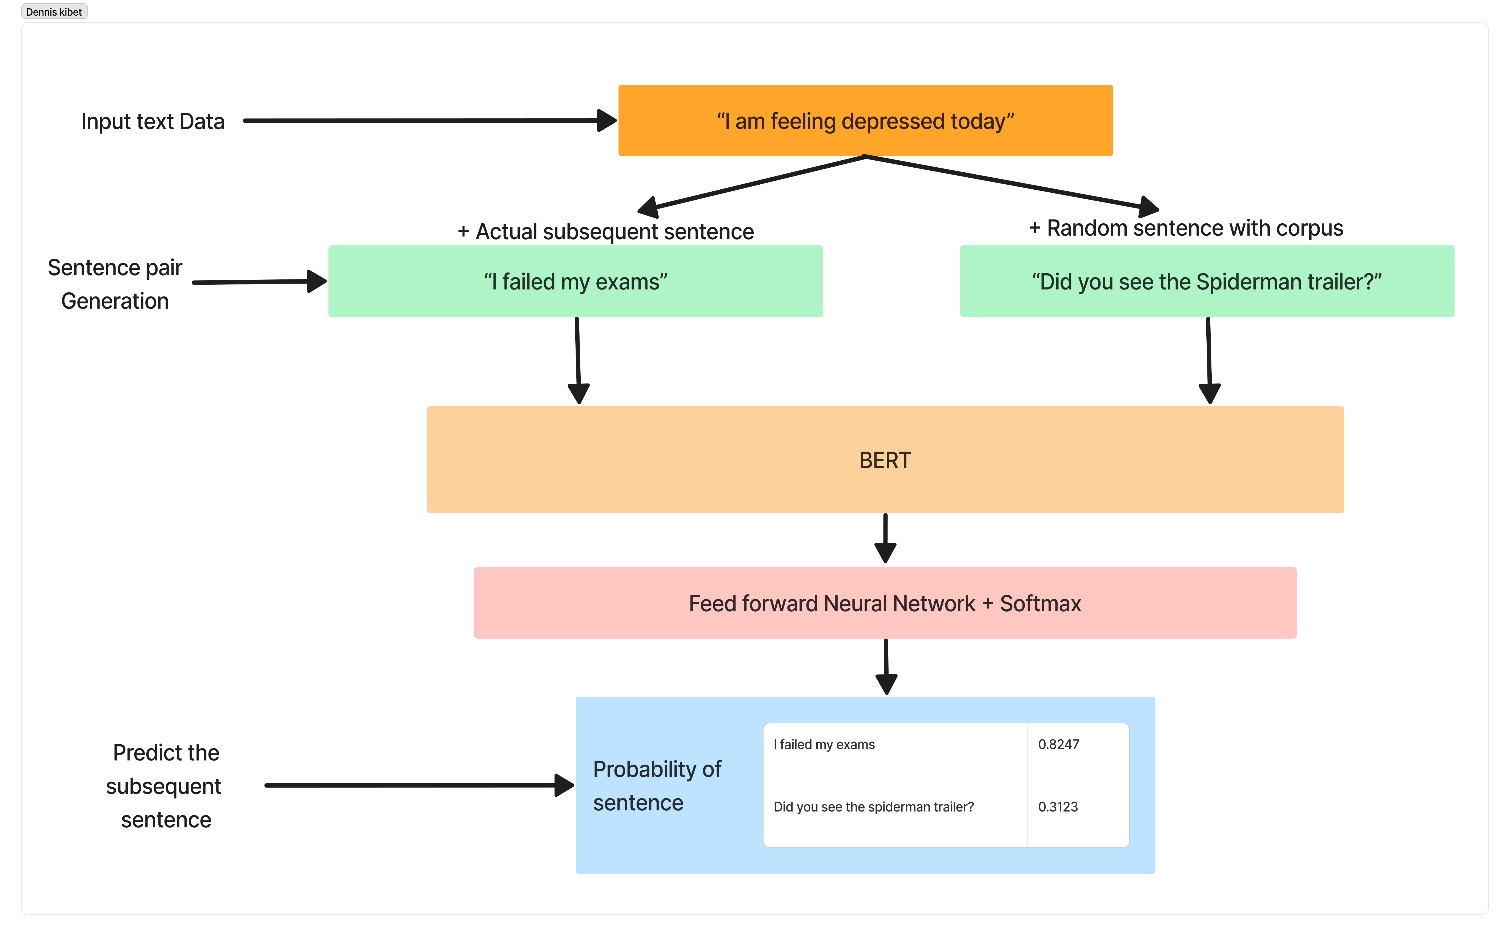 Dennis kibet
Input text Data
“I am feeling depressed today”
+ Actual subsequent sentence
+ Random sentence with corpus
Sentence pair
Generation
“I failed my exams”
“Did you see the Spiderman trailer?”
BERT
Feed forward Neural Network + Softmax
Predict the
subsequent
sentence
Probability of
sentence
I failed my exams 0.8247
Did you see the spiderman trailer? 0.3123